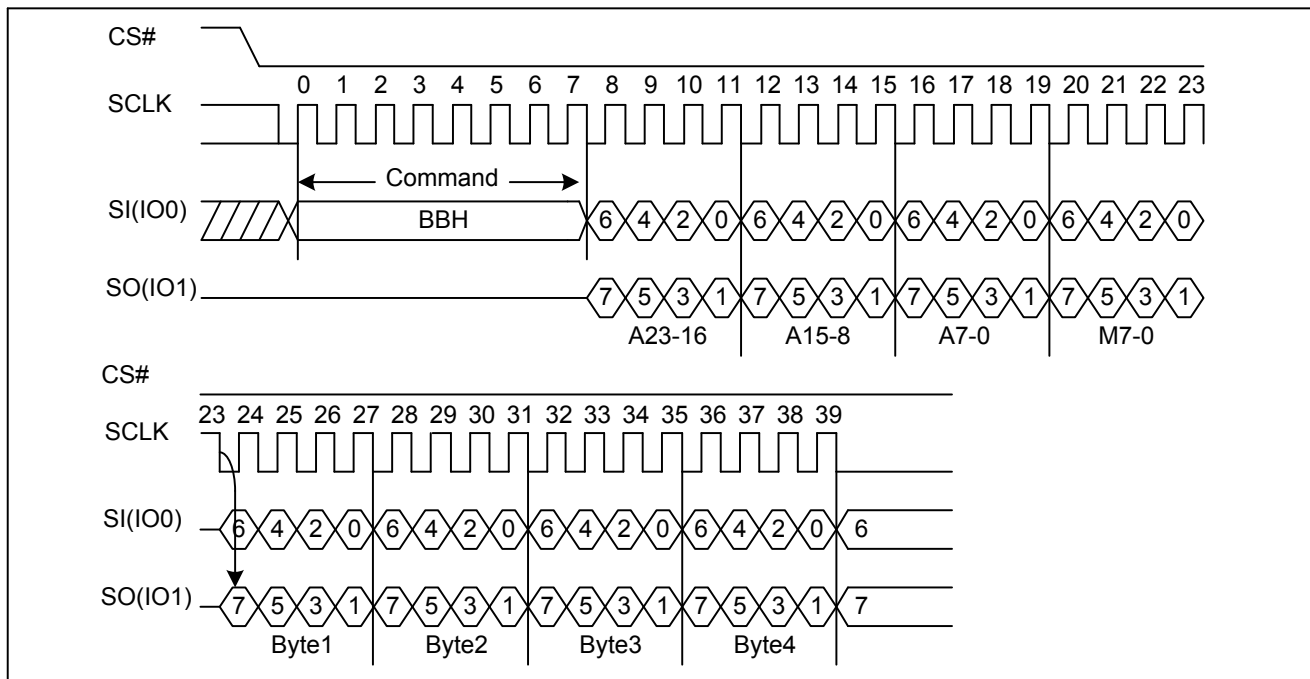 CS#
0 1 2 3 4 5 6 7 8 9 10 11 12 13 14 15 16 17 18 19 20 21 22 23
SCLK
Command
SI(IO0) BBH 6 4 2 0 6 4 2 0 6 4 2 0 6 4 2 0
SO(IO1) 7 5 3 1 7 5 3 1 7 5 3 1 7 5 3 1
A23-16 A15-8 A7-0 M7-0
CS#
23 24 25 26 27 28 29 30 31 32 33 34 35 36 37 38 39
SCLK
SI(IO0) 6 4 2 0 6 4 2 0 6 4 2 0 6 4 2 0 6
SO(IO1) 7 5 3 1 7 5 3 1 7 5 3 1 7 5 3 1 7
Byte1 Byte2 Byte3 Byte4